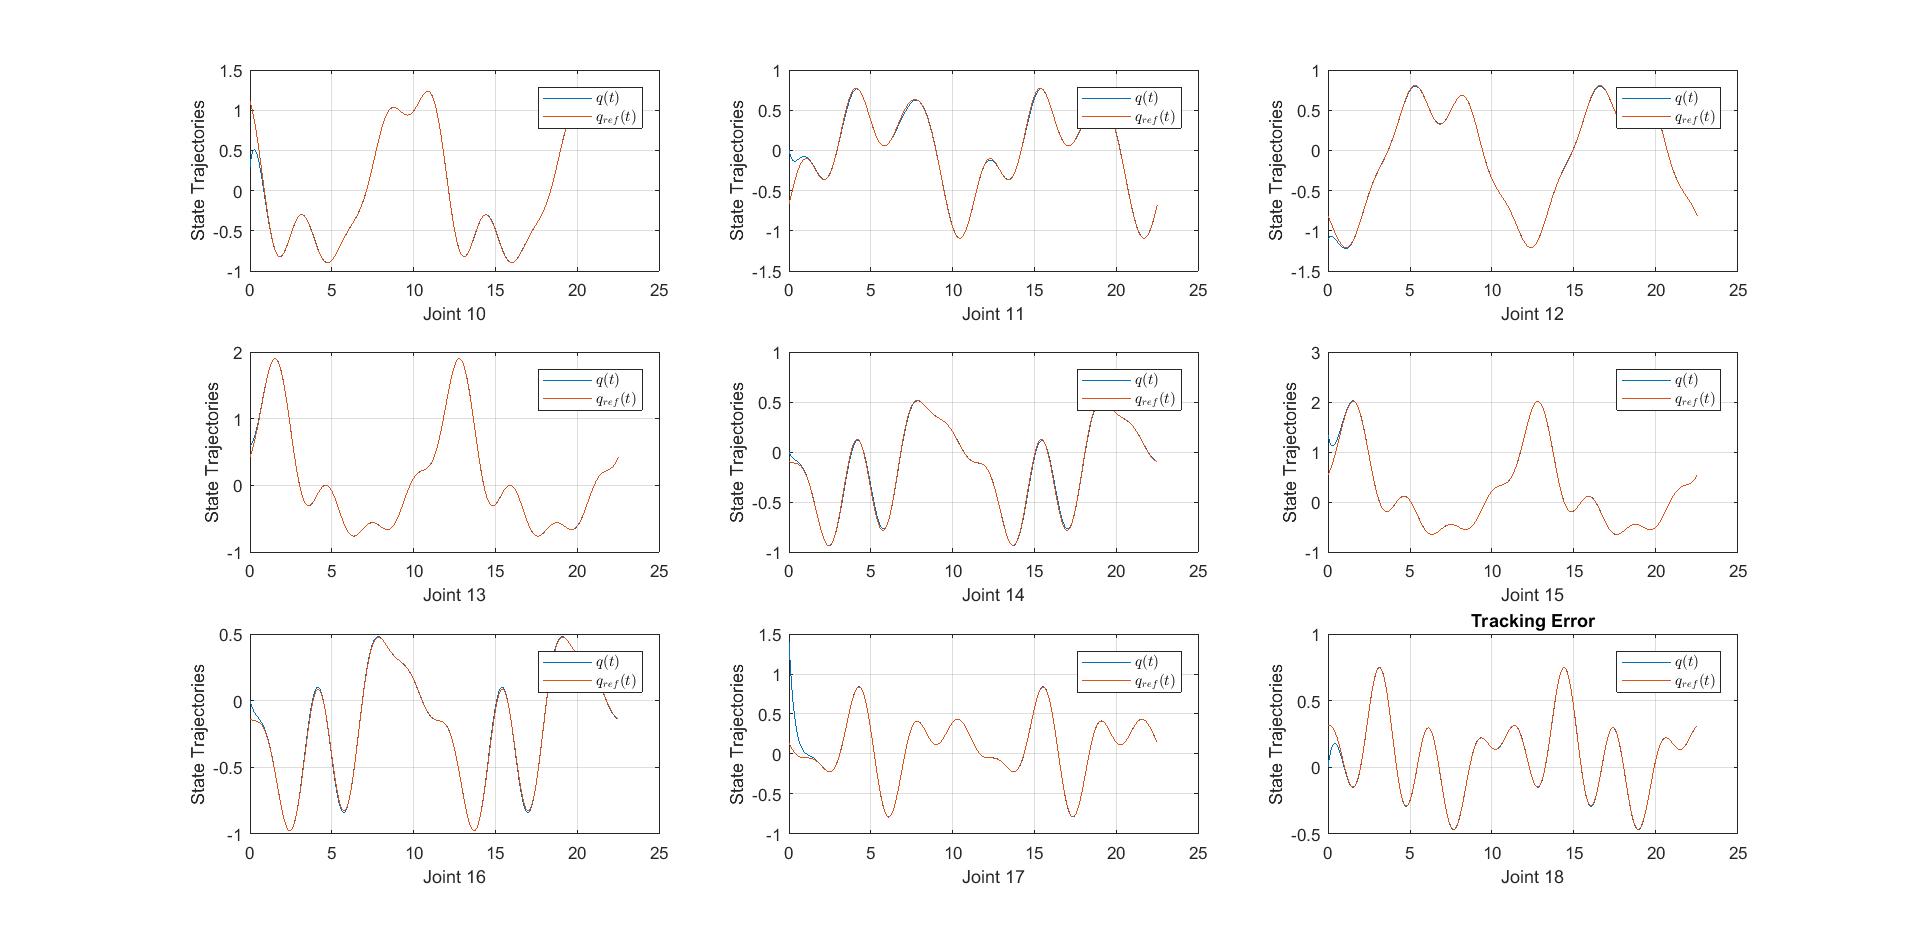 1.5
1
0.5
0
-0.5
-1
State Trajectories
q(t)
q_ref(t)
0 5 10 15 20 25
Joint 10
1
0.5
0
-0.5
-1
-1.5
State Trajectories
q(t)
q_ref(t)
0 5 10 15 20 25
Joint 11
1
0.5
0
-0.5
-1
-1.5
State Trajectories
q(t)
q_ref(t)
0 5 10 15 20 25
Joint 12
2
1
0
-1
State Trajectories
q(t)
q_ref(t)
0 5 10 15 20 25
Joint 13
1
0.5
0
-0.5
-1
State Trajectories
q(t)
q_ref(t)
0 5 10 15 20 25
Joint 14
3
2
1
0
-1
State Trajectories
q(t)
q_ref(t)
0 5 10 15 20 25
Joint 15
0.5
0
-0.5
-1
State Trajectories
q(t)
q_ref(t)
0 5 10 15 20 25
Joint 16
1.5
1
0.5
0
-0.5
-1
State Trajectories
q(t)
q_ref(t)
0 5 10 15 20 25
Joint 17
Tracking Error
1
0.5
0
-0.5
State Trajectories
q(t)
q_ref(t)
0 5 10 15 20 25
Joint 18